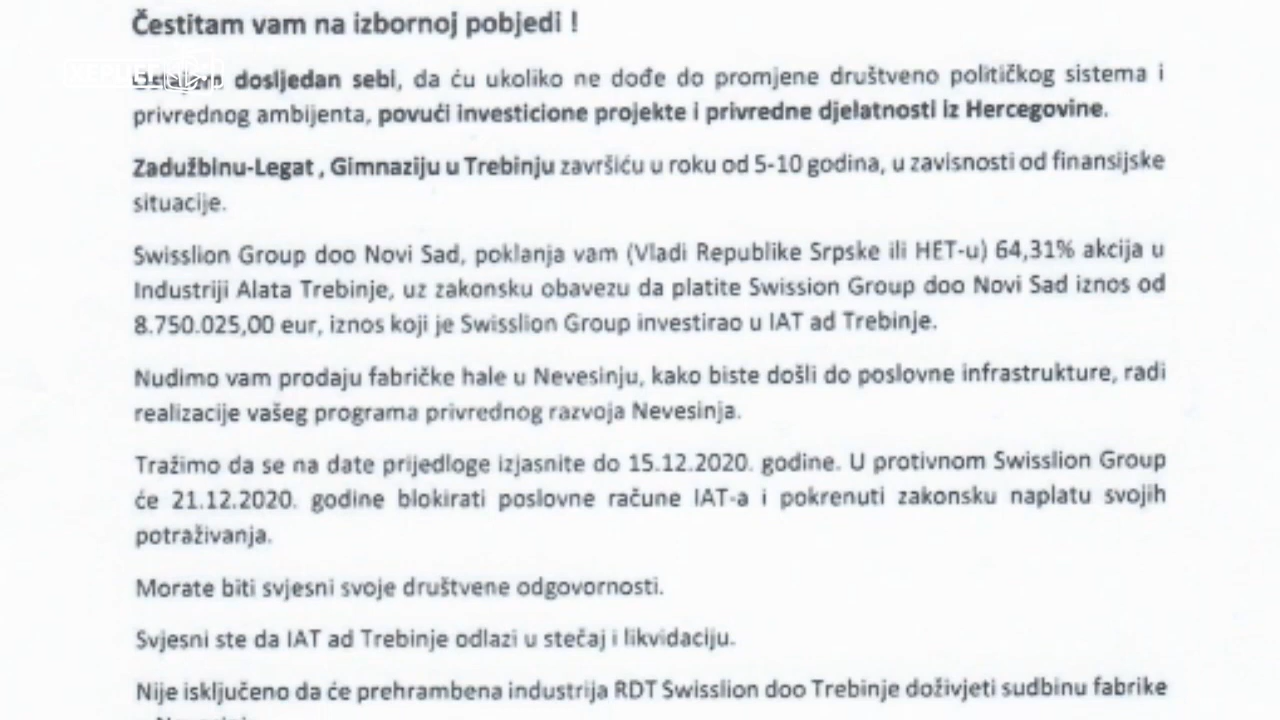 Čestitam vam na izbornoj pobjedi !
dosljedan sebi, da ću ukoliko ne dođe do promjene društveno političkog sistema i
privrednog ambijenta, povući investicione projekte i privredne djelatnosti iz Hercegovine.
Zadužbinu-Legat , Gimnaziju u Trebinju završiću u roku od 5-10 godina, u zavisnosti od finansijske
situacije.
Swisslion Group doo Novi Sad, poklanja vam (Vladi Republike Srpske ili HET-u) 64,31% akcija u
Industriji Alata Trebinje, uz zakonsku obavezu da platite Swission Group doo Novi Sad iznos od
8.750.025,00 eur, iznos koji je Swisslion Group investirao u IAT ad Trebinje.
Nudimo vam prodaju fabričke hale u Nevesinju, kako biste došli do poslovne infrastrukture, radi
realizacije vašeg programa privrednog razvoja Nevesinja.
Tražimo da se na date prijedloge izjasnite do 15.12.2020. godine. U protivnom Swisslion Group
će 21.12.2020. godine blokirati poslovne račune IAT-a i pokrenuti zakonsku naplatu svojih
potraživanja.
Morate biti svjesni svoje društvene odgovornosti.
Svjesni ste da IAT ad Trebinje odlazi u stečaj i likvidaciju.
Nije isključeno da će prehrambena industrija RDT Swisslion doo Trebinje doživjeti sudbinu fabrike